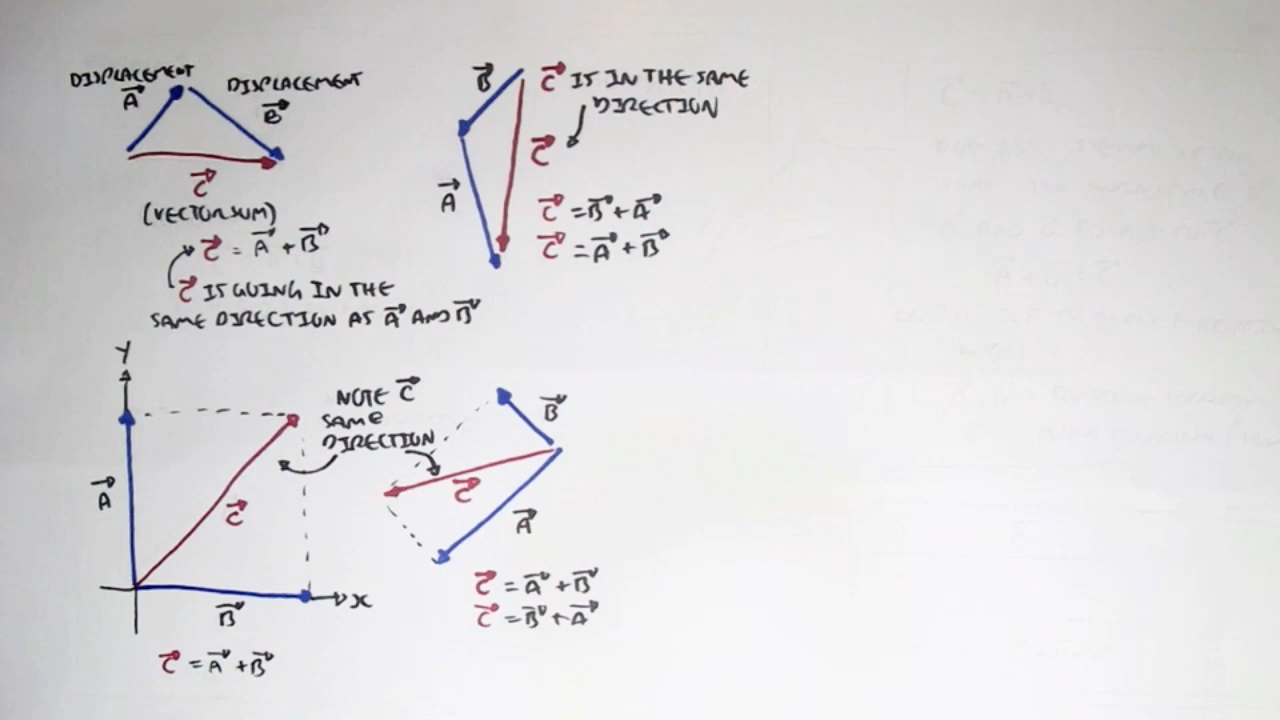 DISPLACEMENT
A
DISPLACEMENT
B
C
(VECTOR SUM)
C = A + B
C IS GOING IN THE
SAME DIRECTION AS A AND B
B
C IS IN THE SAME
DIRECTION
C
A
C = B + A
C = A + B
Y
A
C
B
X
C = A + B
NOTE C
SAME
DIRECTION
B
C
A
C = A + B
C = B + A